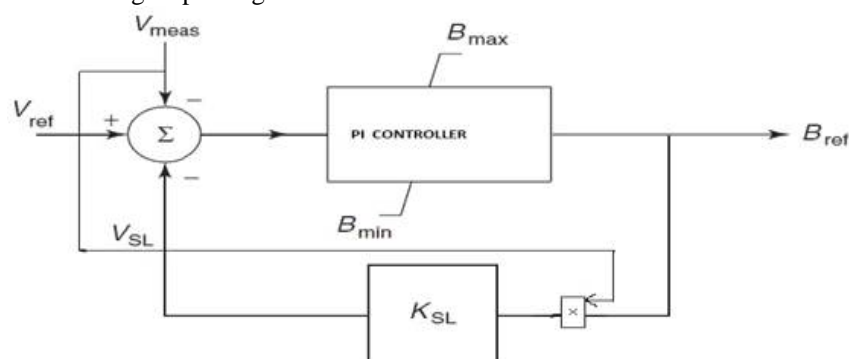 V_meas
B_max
V_ref
+
−
Σ
PI CONTROLLER
B_ref
−
B_min
V_SL
K_SL
×